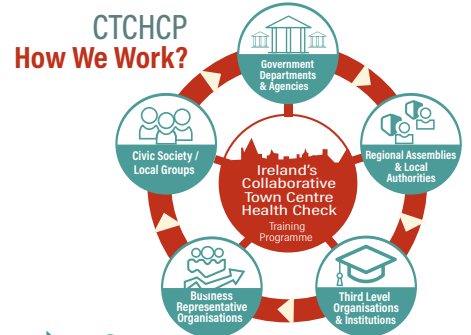 CTCHCP
How We Work?
Government
Departments
& Agencies
Civic Society /
Local Groups
Regional Assemblies
& Local
Authorities
Ireland's
Collaborative
Town Centre
Health Check
Training
Programme
Business
Representative
Organisations
Third Level
Organisations
& Institutions